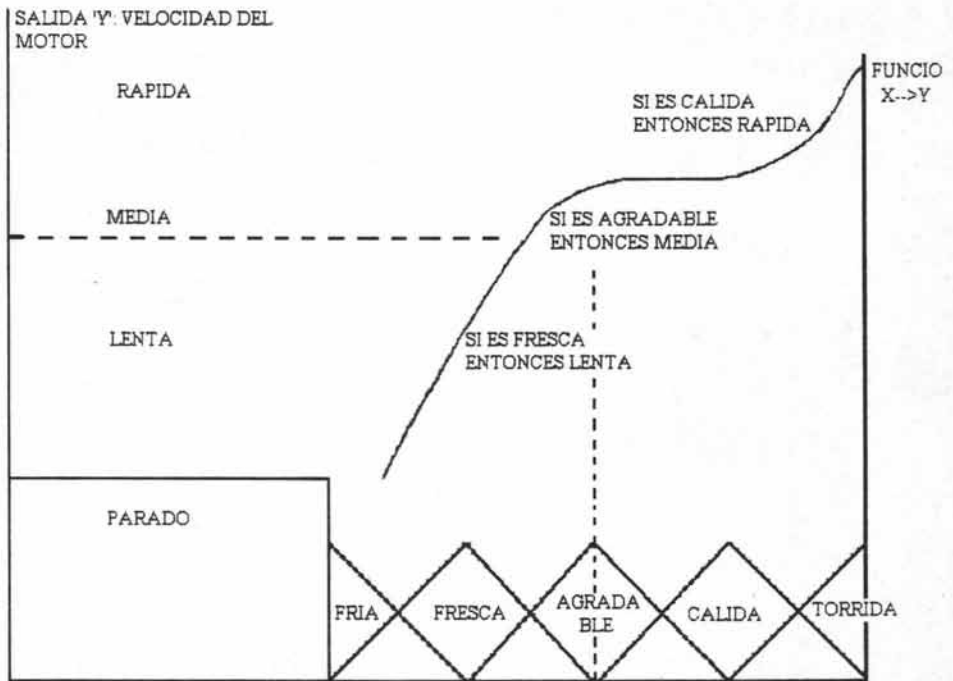 SALIDA 'Y': VELOCIDAD DEL
MOTOR
RAPIDA
FUNCIO
X-->Y
SI ES CALIDA
ENTONCES RAPIDA
MEDIA
SI ES AGRADABLE
ENTONCES MEDIA
LENTA
SI ES FRESCA
ENTONCES LENTA
PARADO
FRIA
FRESCA
AGRADA
BLE
CALIDA
TORRIDA